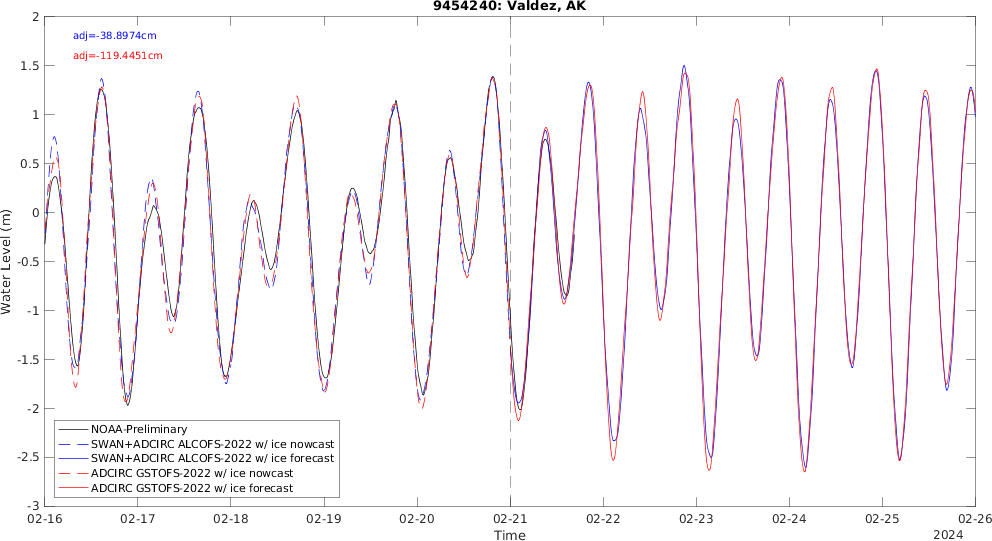 9454240: Valdez, AK
adj=-38.8974cm
adj=-119.4451cm
2
1.5
1
0.5
0
-0.5
-1
-1.5
-2
-2.5
-3
Water Level (m)
NOAA-Preliminary
SWAN+ADCIRC ALCOFS-2022 w/ ice nowcast
SWAN+ADCIRC ALCOFS-2022 w/ ice forecast
ADCIRC GSTOFS-2022 w/ ice nowcast
ADCIRC GSTOFS-2022 w/ ice forecast
02-16 02-17 02-18 02-19 02-20 02-21 02-22 02-23 02-24 02-25 02-26
Time
2024